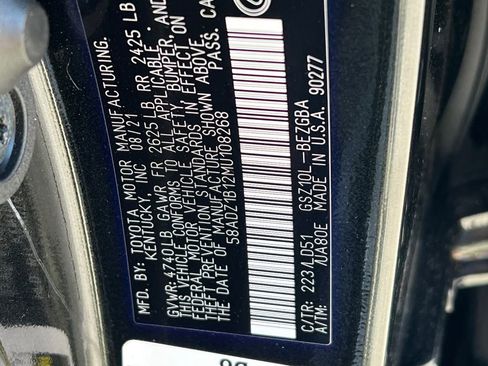 MFD. BY: TOYOTA MOTOR MANUFACTURING,
KENTUCKY, INC 08/21
GVWR: 4740 LB GAWR FR 2625 LB RR 2425 LB
THIS VEHICLE CONFORMS TO ALL APPLICABLE
FEDERAL MOTOR VEHICLE SAFETY, BUMPER, AND
THEFT PREVENTION STANDARDS IN EFFECT ON
THE DATE OF MANUFACTURE SHOWN ABOVE.
58ADZ1B12MU108268 PASS. CA
C/TR: 223 /LD51 GSZ10L-BEZGBA
A/TM: /UA80E MADE IN U.S.A. 90277